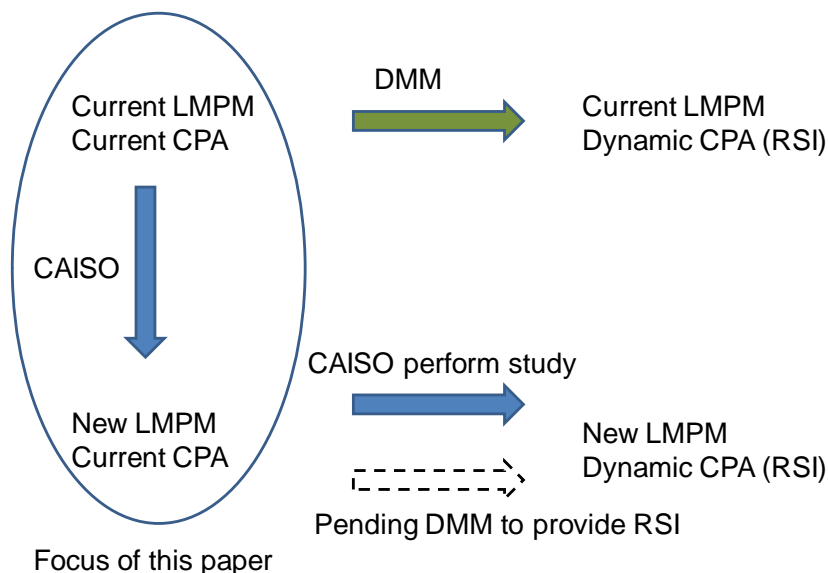 Current LMPM
Current CPA
DMM
Current LMPM
Dynamic CPA (RSI)
CAISO
CAISO perform study
New LMPM
Current CPA
New LMPM
Dynamic CPA (RSI)
Pending DMM to provide RSI
Focus of this paper